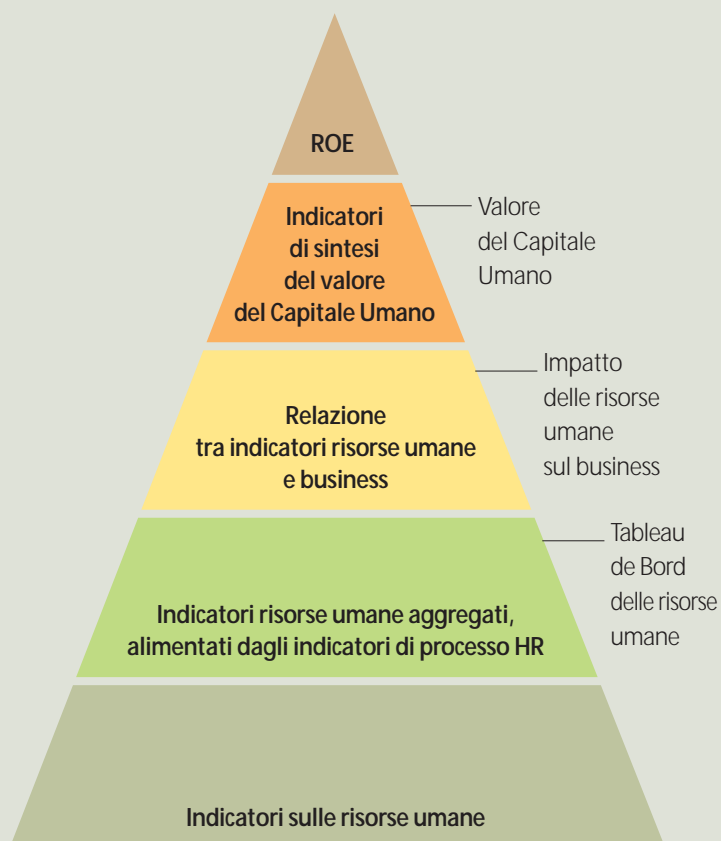 ROE
Indicatori
di sintesi
del valore
del Capitale Umano
Valore
del Capitale
Umano
Relazione
tra indicatori risorse umane
e business
Impatto
delle risorse
umane
sul business
Indicatori risorse umane aggregati,
alimentati dagli indicatori di processo HR
Tableau
de Bord
delle risorse
umane
Indicatori sulle risorse umane